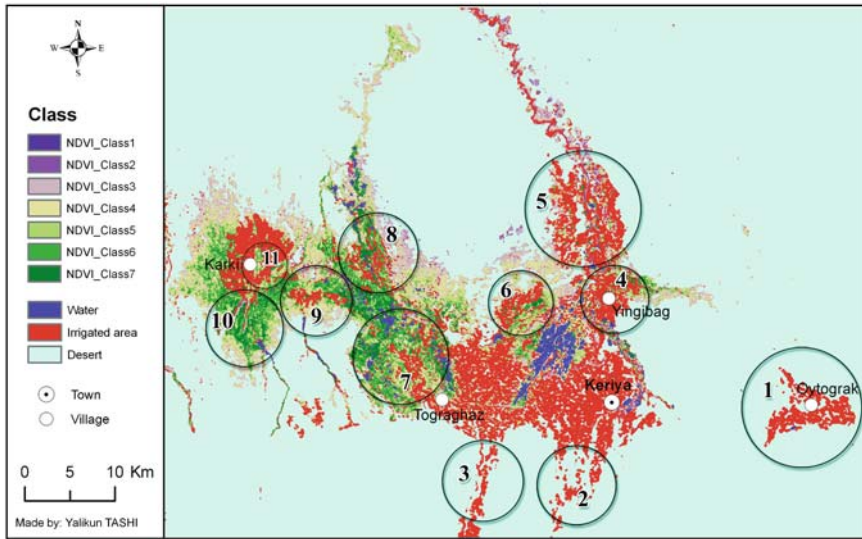 N
W E
S
Class
NDVI_Class1
NDVI_Class2
NDVI_Class3
NDVI_Class4
NDVI_Class5
NDVI_Class6
NDVI_Class7
Water
Irrigated area
Desert
Town
Village
0 5 10 Km
Made by: Yalikun TASHI
5
8
11
Karki
4
6
9
Yingibag
10
7
1
Keriya
Oytograk
Tograghaz
3
2